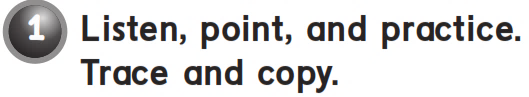 1 Listen, point, and practice.
Trace and copy.